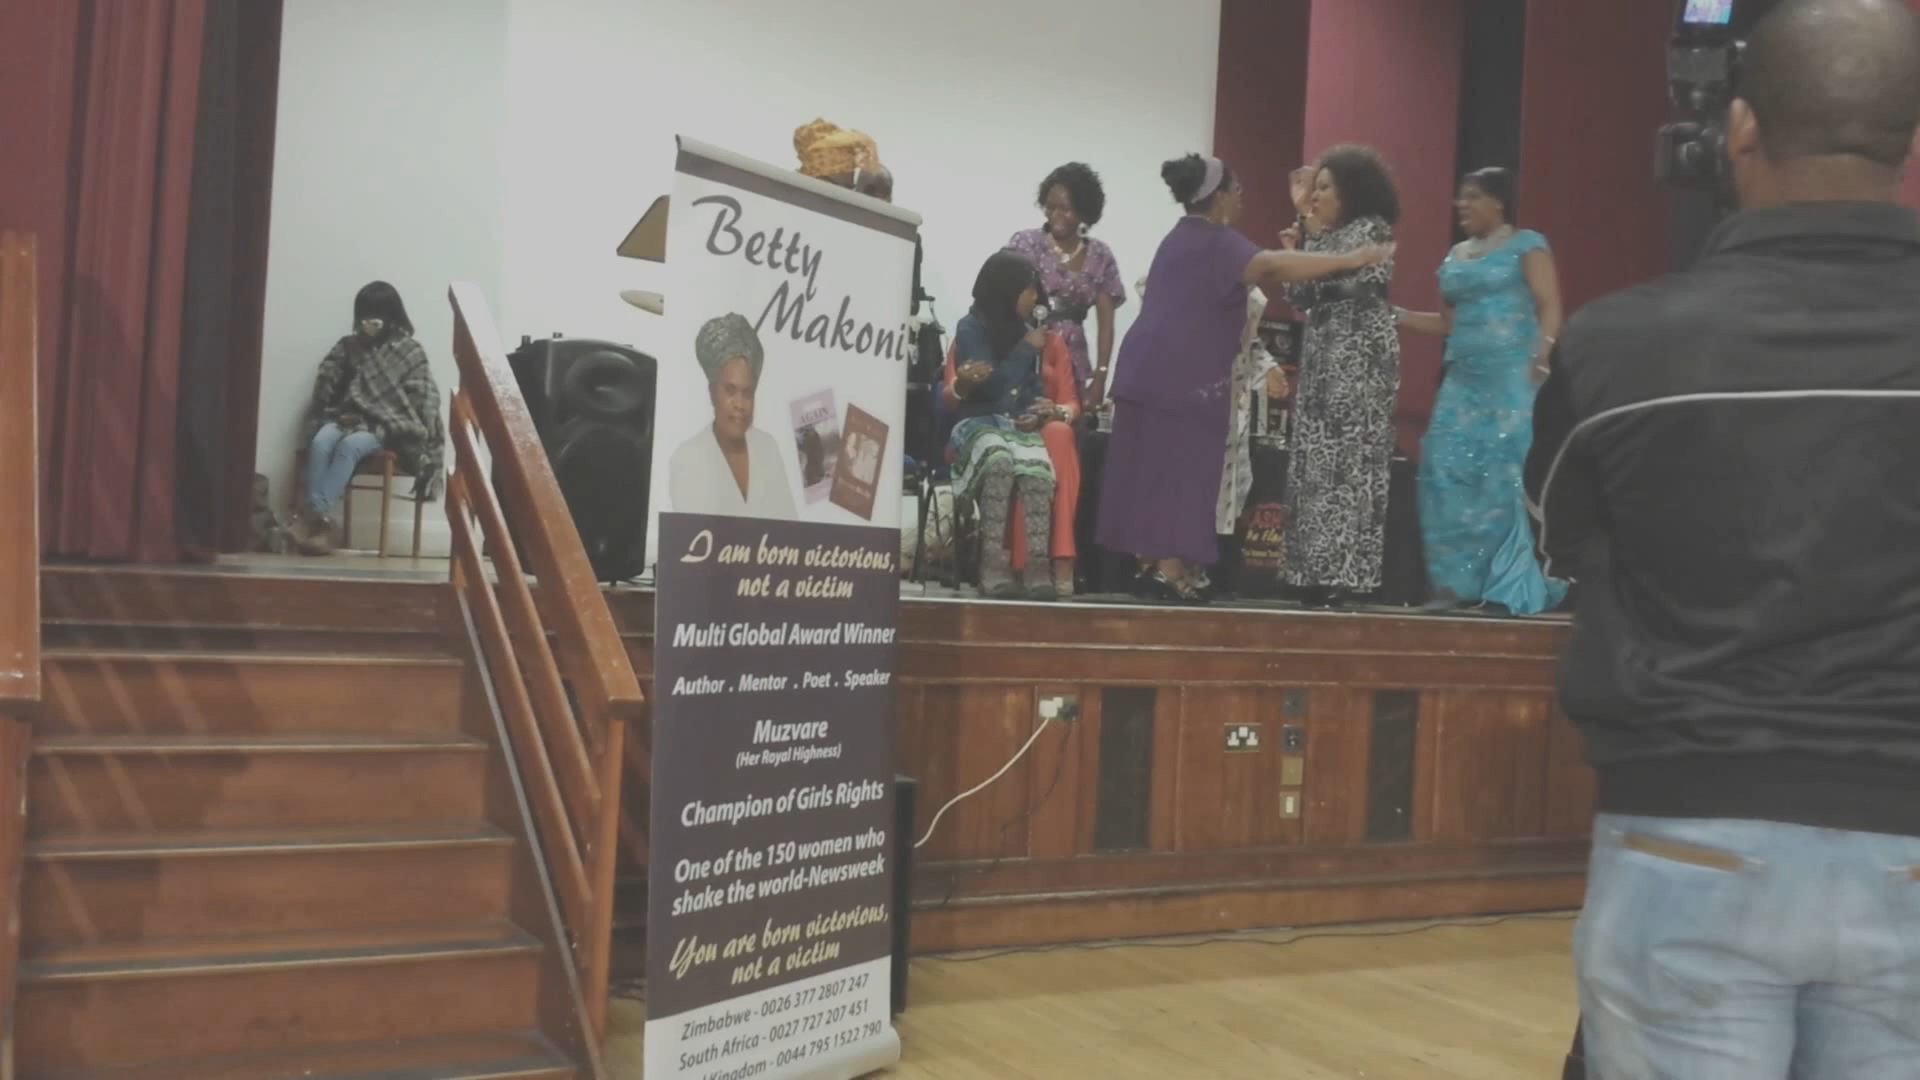 Betty
Makoni
AGAIN
I am born victorious,
not a victim
Multi Global Award Winner
Author . Mentor . Poet . Speaker
Muzvare
(Her Royal Highness)
Champion of Girls Rights
One of the 150 women who
shake the world-Newsweek
You are born victorious,
not a victim
Zimbabwe - 0026 377 2807 247
South Africa - 0027 727 207 451
Kingdom - 0044 795 1522 790